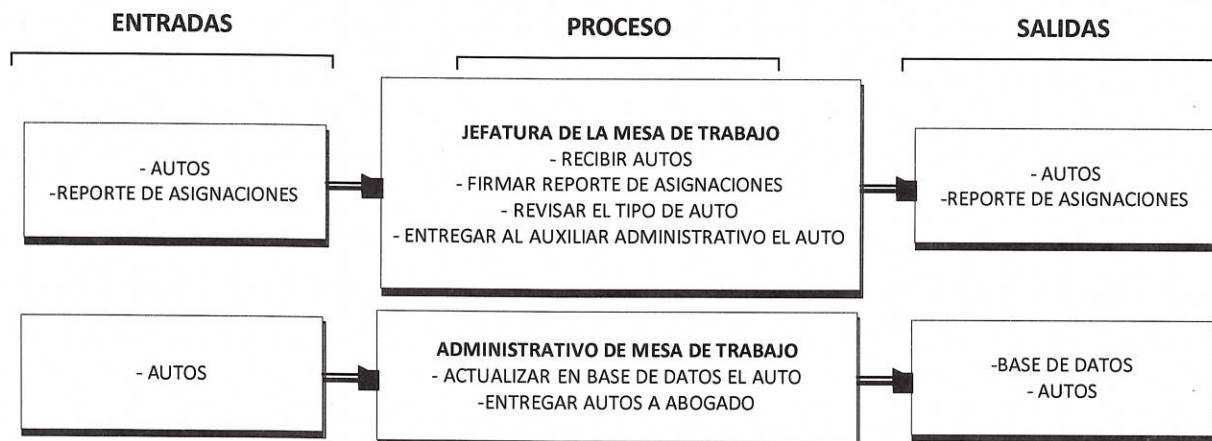 ENTRADAS
PROCESO
SALIDAS
- AUTOS
-REPORTE DE ASIGNACIONES
JEFATURA DE LA MESA DE TRABAJO
- RECIBIR AUTOS
- FIRMAR REPORTE DE ASIGNACIONES
- REVISAR EL TIPO DE AUTO
- ENTREGAR AL AUXILIAR ADMINISTRATIVO EL AUTO
- AUTOS
-REPORTE DE ASIGNACIONES
- AUTOS
ADMINISTRATIVO DE MESA DE TRABAJO
- ACTUALIZAR EN BASE DE DATOS EL AUTO
-ENTREGAR AUTOS A ABOGADO
-BASE DE DATOS
- AUTOS